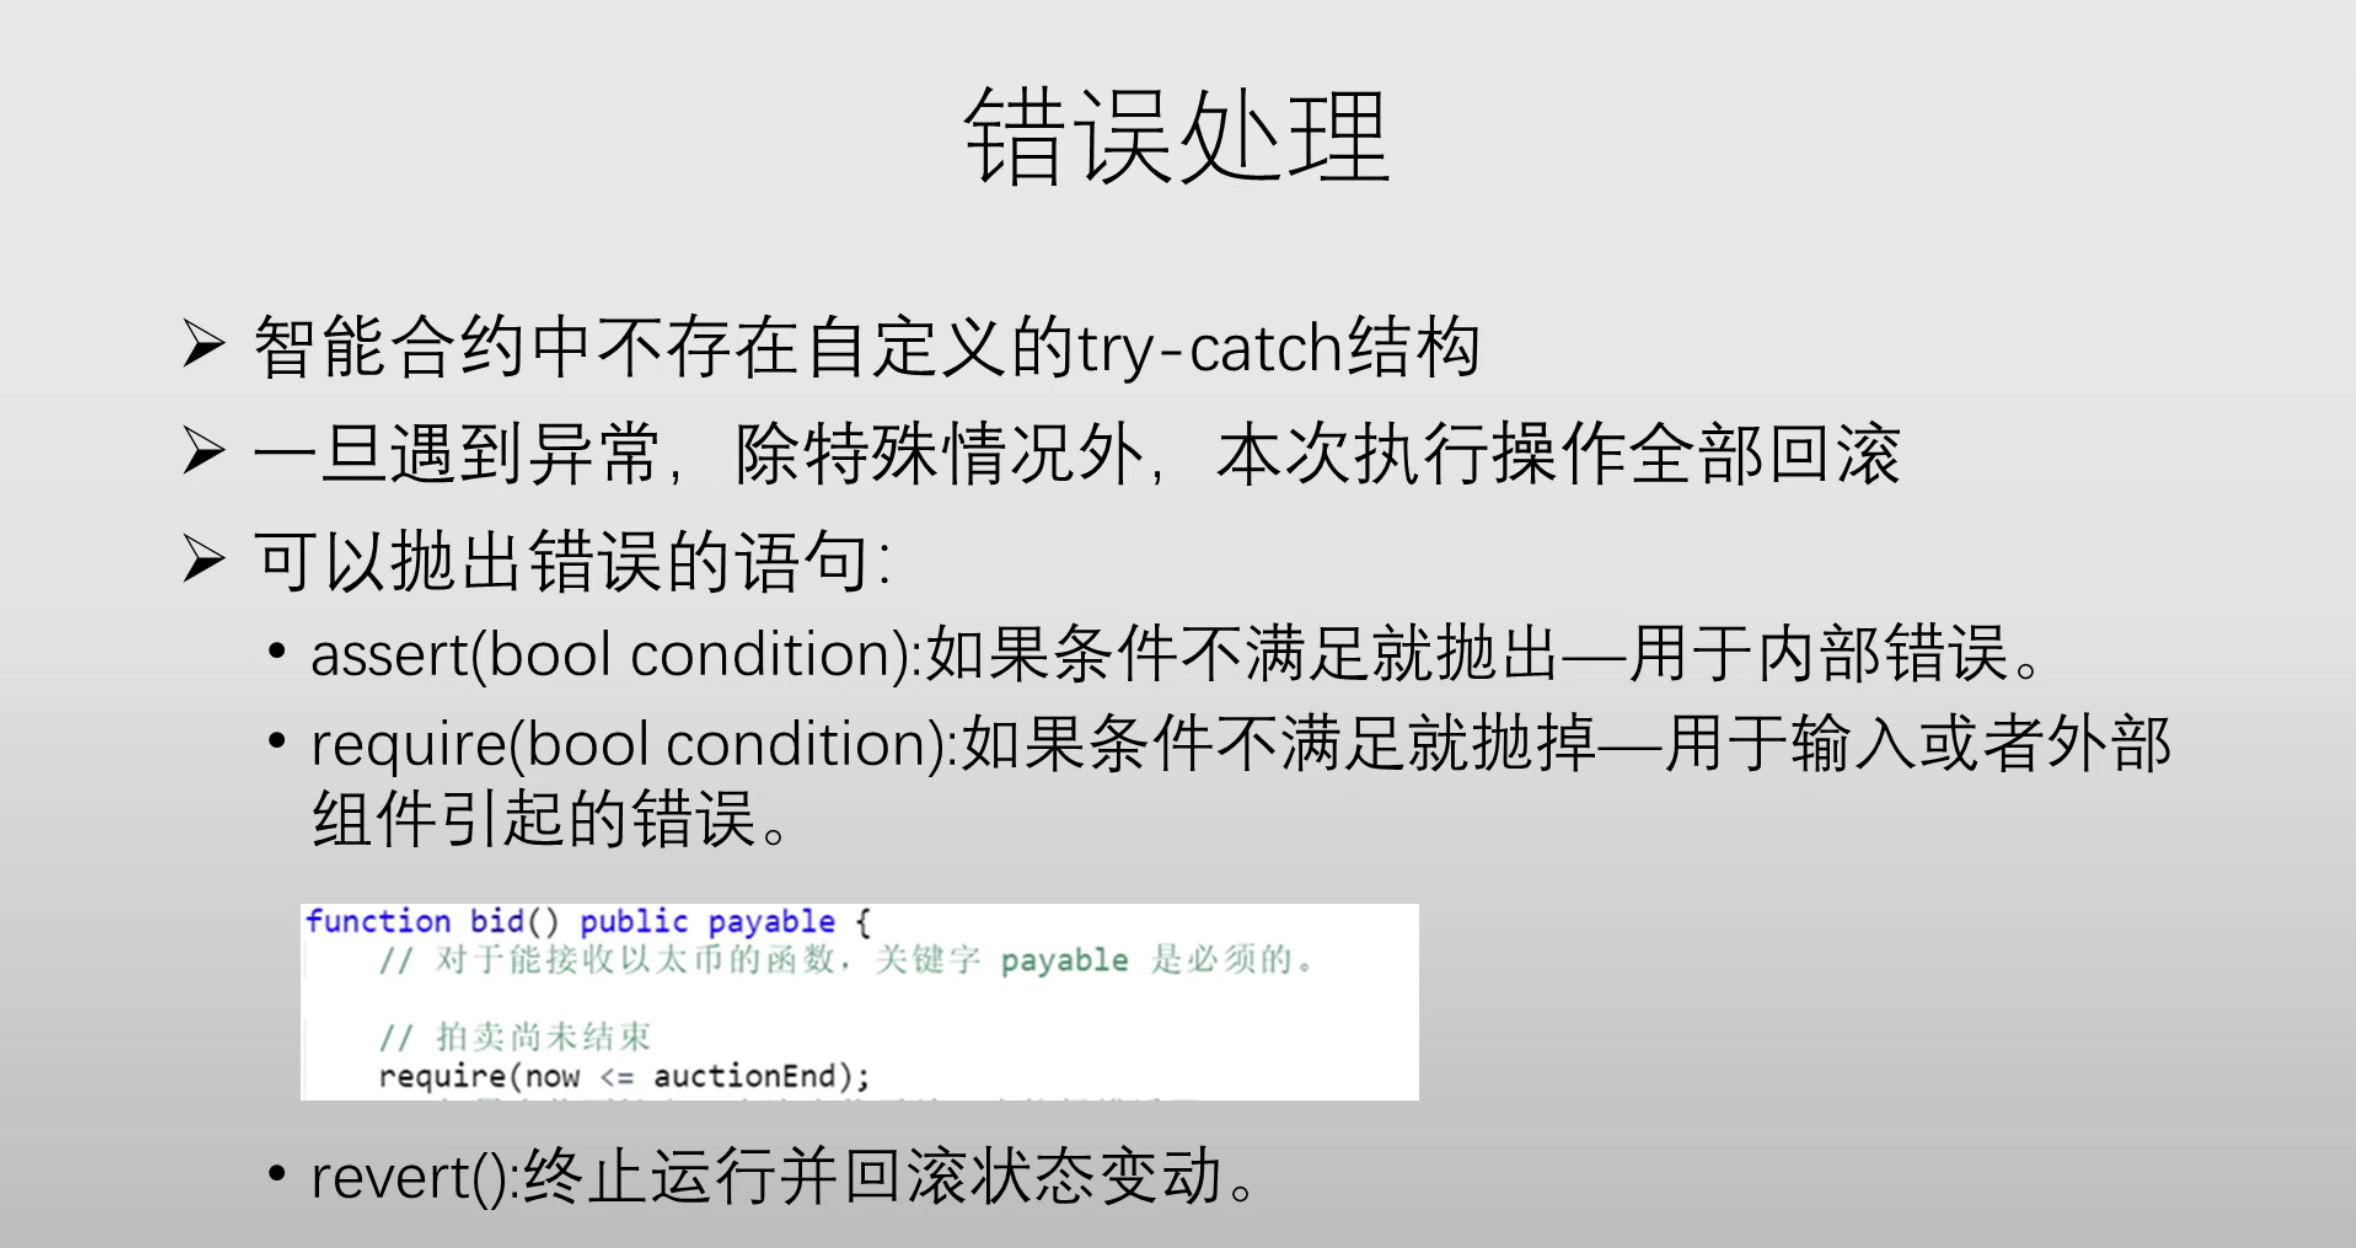 错误处理
智能合约中不存在自定义的try-catch结构
一旦遇到异常，除特殊情况外，本次执行操作全部回滚
可以抛出错误的语句：
assert(bool condition):如果条件不满足就抛出—用于内部错误。
require(bool condition):如果条件不满足就抛掉—用于输入或者外部
组件引起的错误。
function bid() public payable {
// 对于能接收以太币的函数，关键字 payable 是必须的。
// 拍卖尚未结束
require(now <= auctionEnd);
revert():终止运行并回滚状态变动。